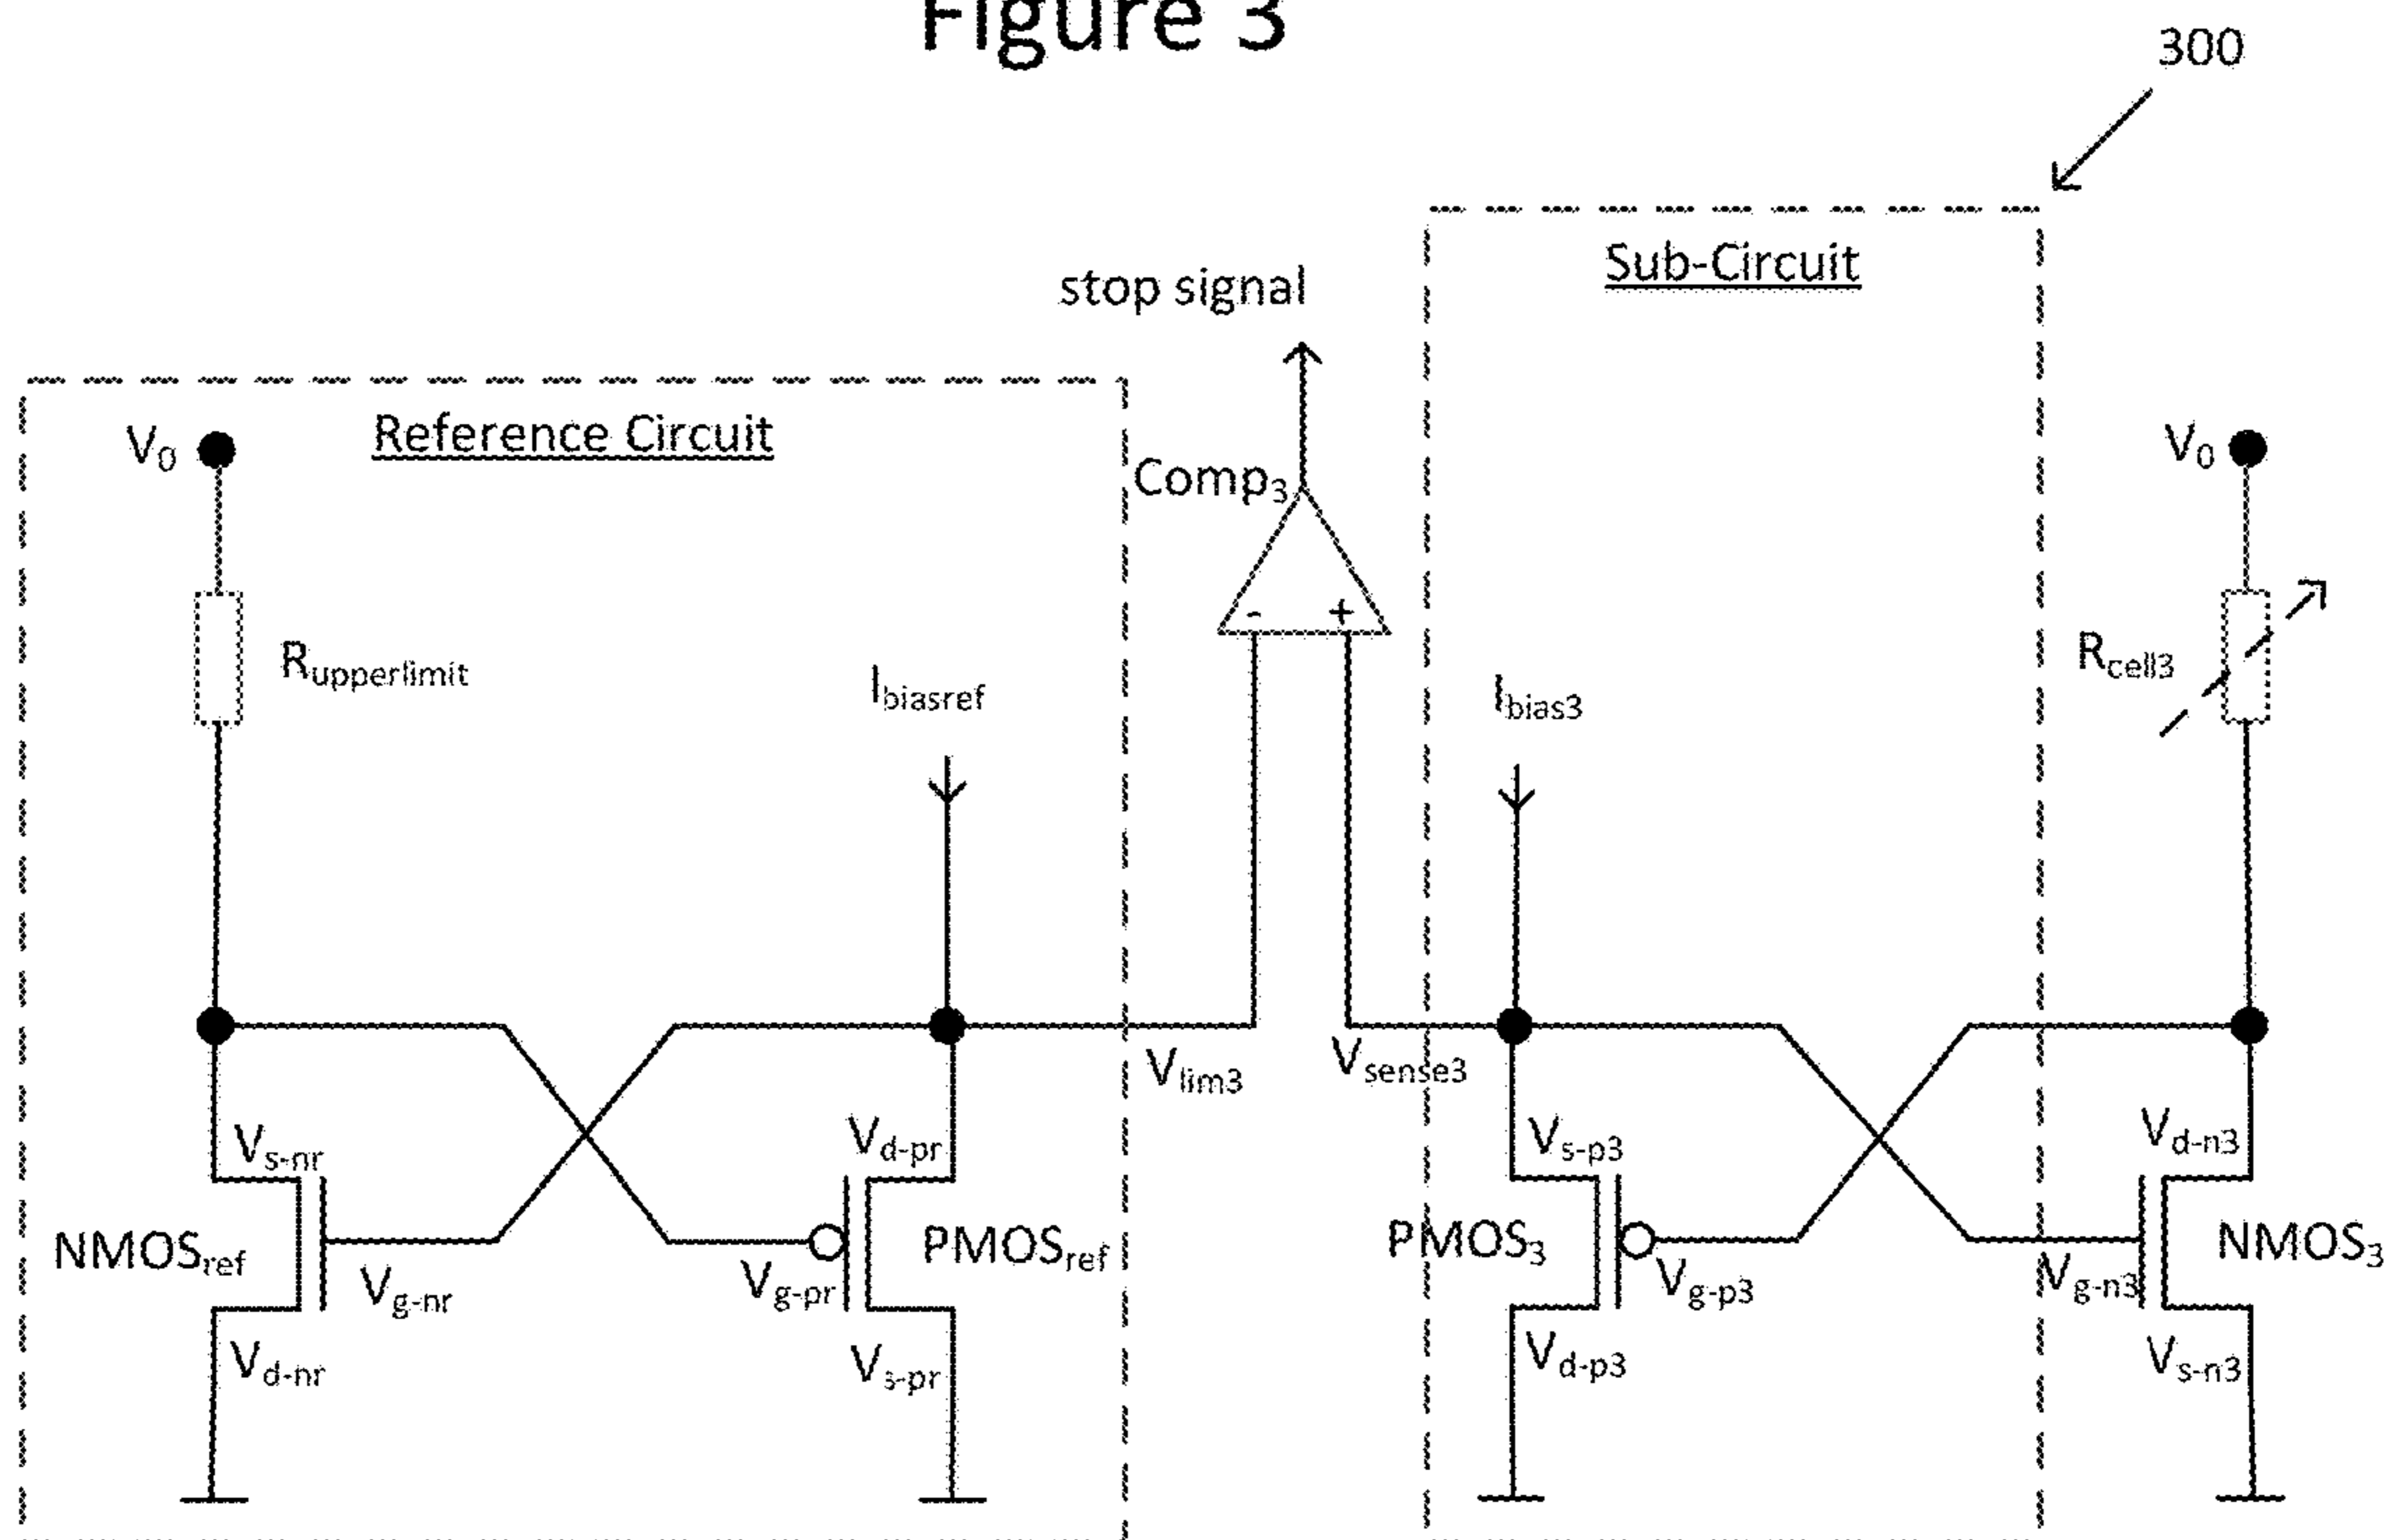 Figure 3
300
Sub-Circuit
stop signal
Reference Circuit
V0
Comp3
V0
- +
Rupperlimit
Ibiasref
Ibias3
Rcell3
Vlim3
Vsense3
Vs-nr
Vd-pr
Vs-p3
Vd-n3
NMOSref
Vg-nr
Vg-pr
PMOSref
PMOS3
Vg-p3
Vg-n3
NMOS3
Vd-nr
Vs-pr
Vd-p3
Vs-n3